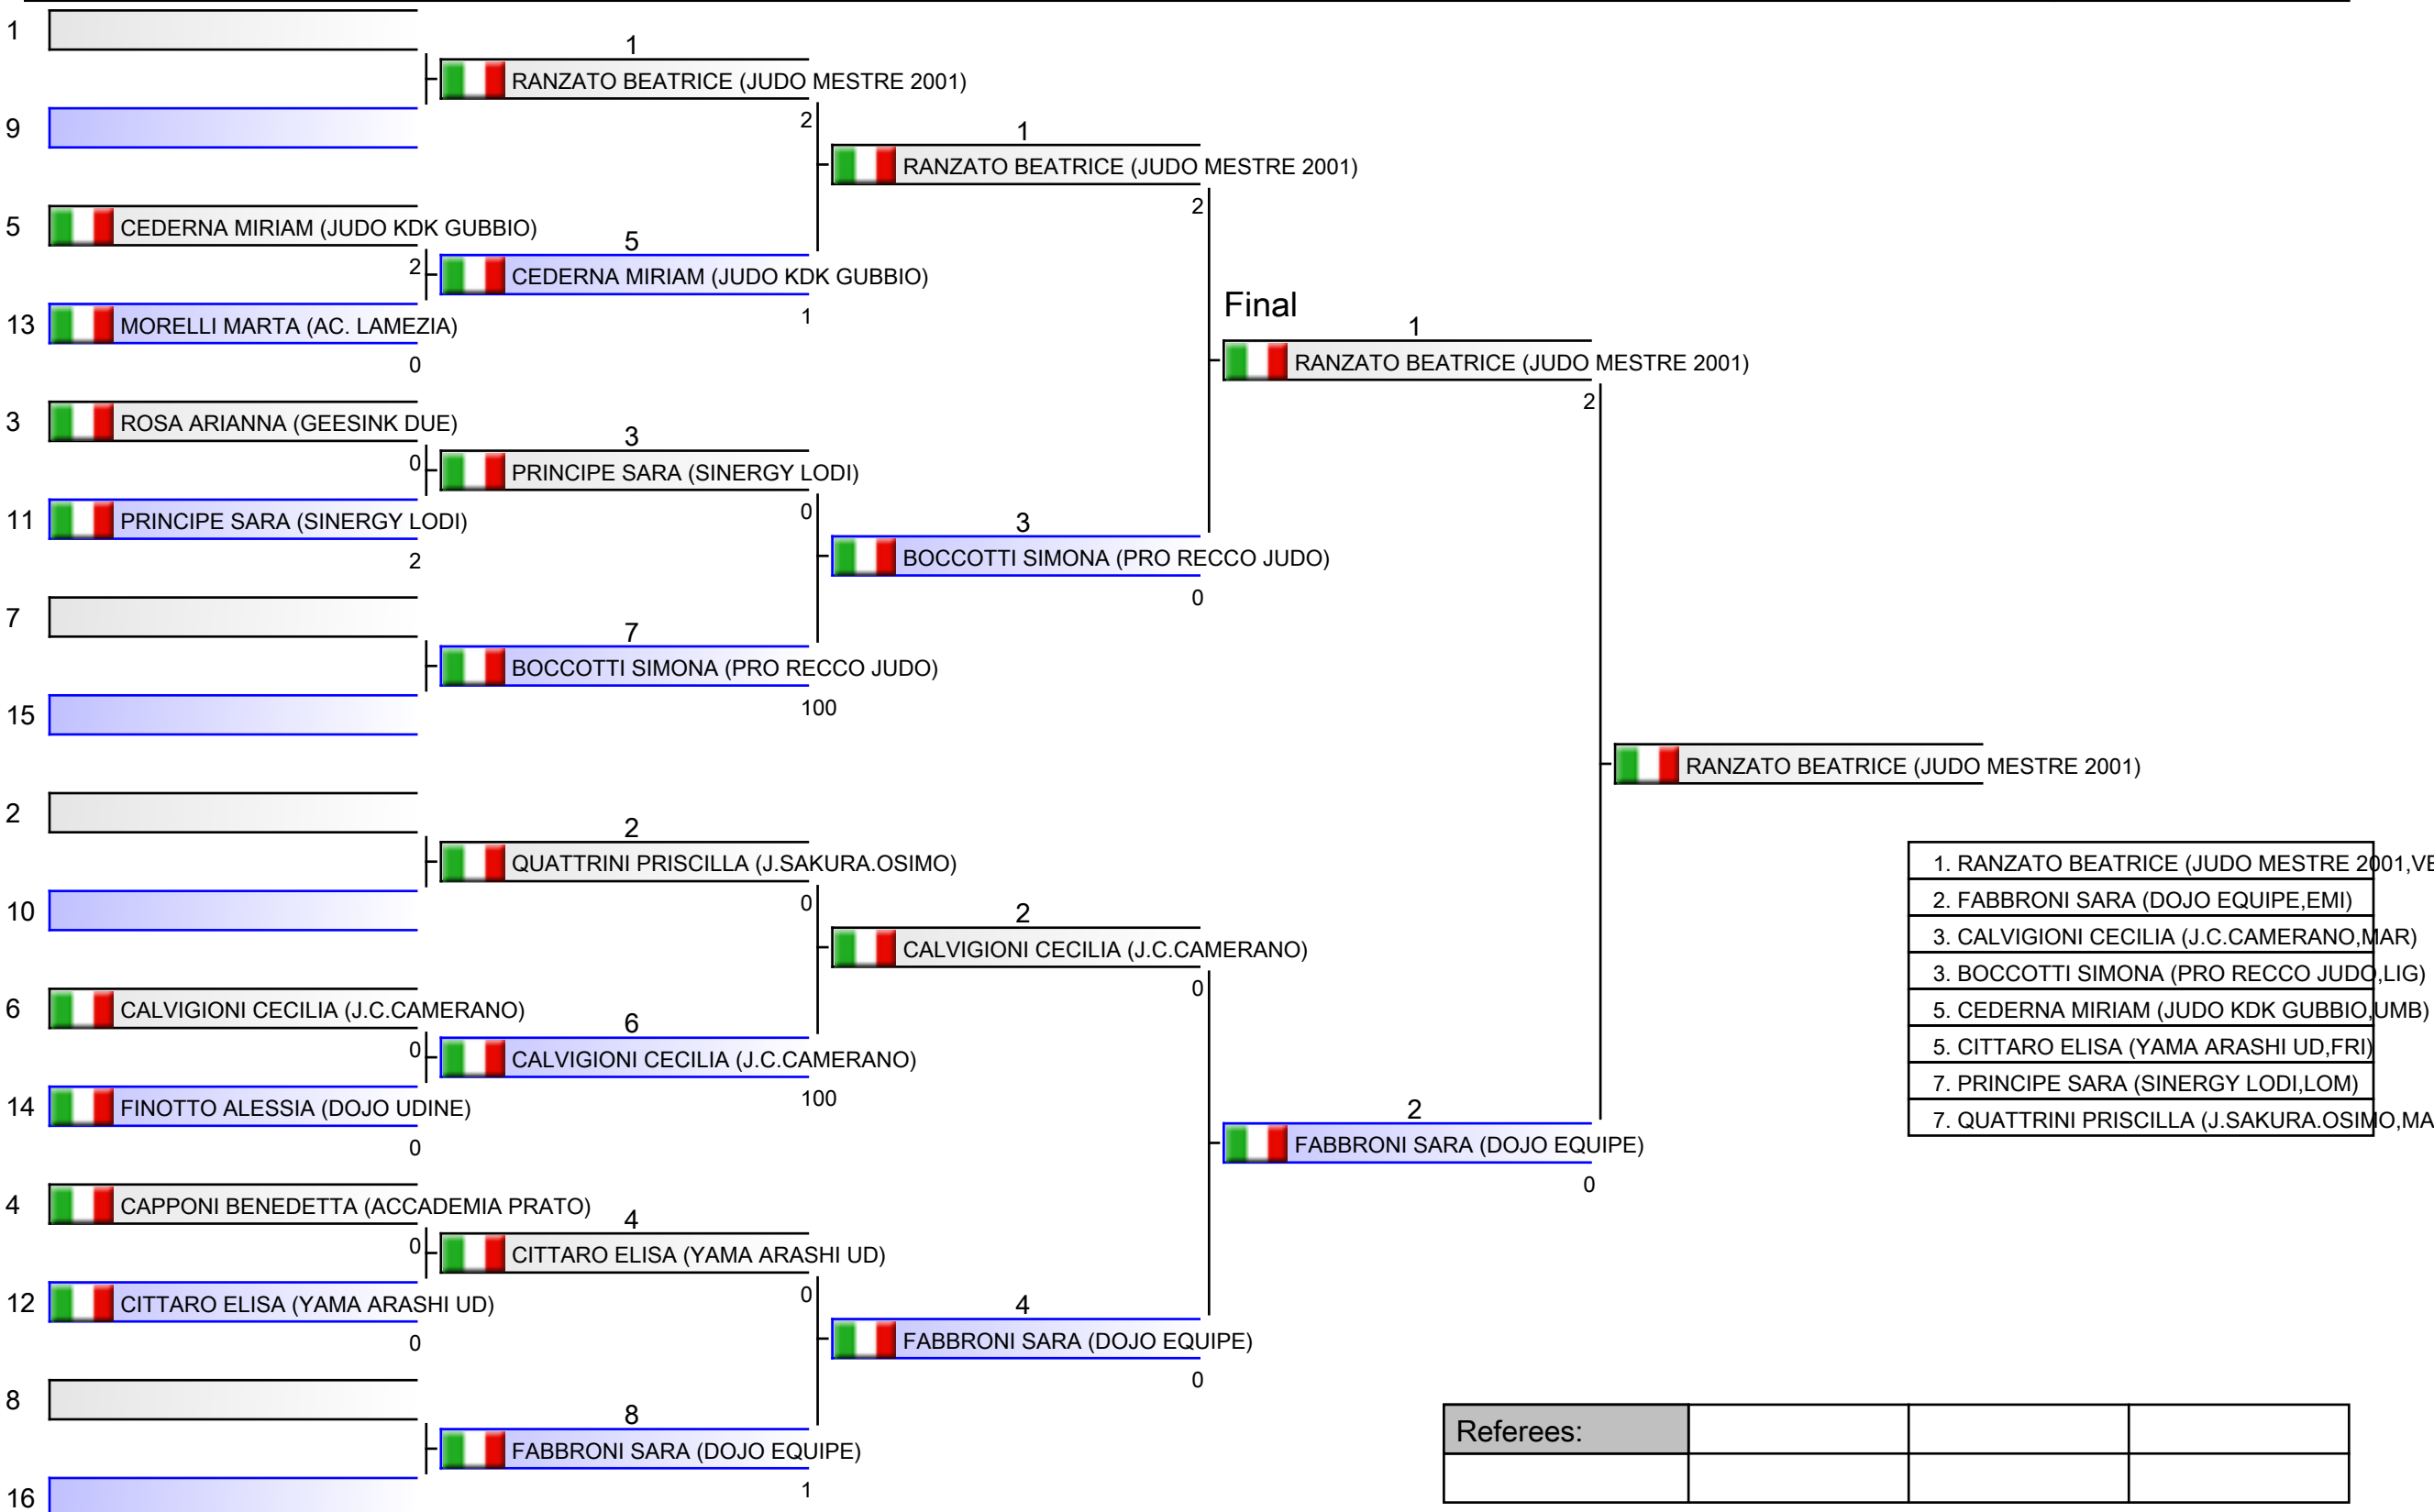 1
1
RANZATO BEATRICE (JUDO MESTRE 2001)
2
9
1
RANZATO BEATRICE (JUDO MESTRE 2001)
2
5
CEDERNA MIRIAM (JUDO KDK GUBBIO)
2
5
CEDERNA MIRIAM (JUDO KDK GUBBIO)
1
13
MORELLI MARTA (AC. LAMEZIA)
0
Final
1
RANZATO BEATRICE (JUDO MESTRE 2001)
2
3
ROSA ARIANNA (GEESINK DUE)
0
3
PRINCIPE SARA (SINERGY LODI)
0
11
PRINCIPE SARA (SINERGY LODI)
2
3
BOCCOTTI SIMONA (PRO RECCO JUDO)
0
7
7
BOCCOTTI SIMONA (PRO RECCO JUDO)
100
15
RANZATO BEATRICE (JUDO MESTRE 2001)
2
2
QUATTRINI PRISCILLA (J.SAKURA.OSIMO)
0
10
2
CALVIGIONI CECILIA (J.C.CAMERANO)
0
6
CALVIGIONI CECILIA (J.C.CAMERANO)
0
6
CALVIGIONI CECILIA (J.C.CAMERANO)
100
14
FINOTTO ALESSIA (DOJO UDINE)
0
2
FABBRONI SARA (DOJO EQUIPE)
0
4
CAPPONI BENEDETTA (ACCADEMIA PRATO)
0
4
CITTARO ELISA (YAMA ARASHI UD)
0
12
CITTARO ELISA (YAMA ARASHI UD)
0
4
FABBRONI SARA (DOJO EQUIPE)
0
8
8
FABBRONI SARA (DOJO EQUIPE)
1
16
1. RANZATO BEATRICE (JUDO MESTRE 2001,VE
2. FABBRONI SARA (DOJO EQUIPE,EMI)
3. CALVIGIONI CECILIA (J.C.CAMERANO,MAR)
3. BOCCOTTI SIMONA (PRO RECCO JUDO,LIG)
5. CEDERNA MIRIAM (JUDO KDK GUBBIO,UMB)
5. CITTARO ELISA (YAMA ARASHI UD,FRI)
7. PRINCIPE SARA (SINERGY LODI,LOM)
7. QUATTRINI PRISCILLA (J.SAKURA.OSIMO,MA
Referees: